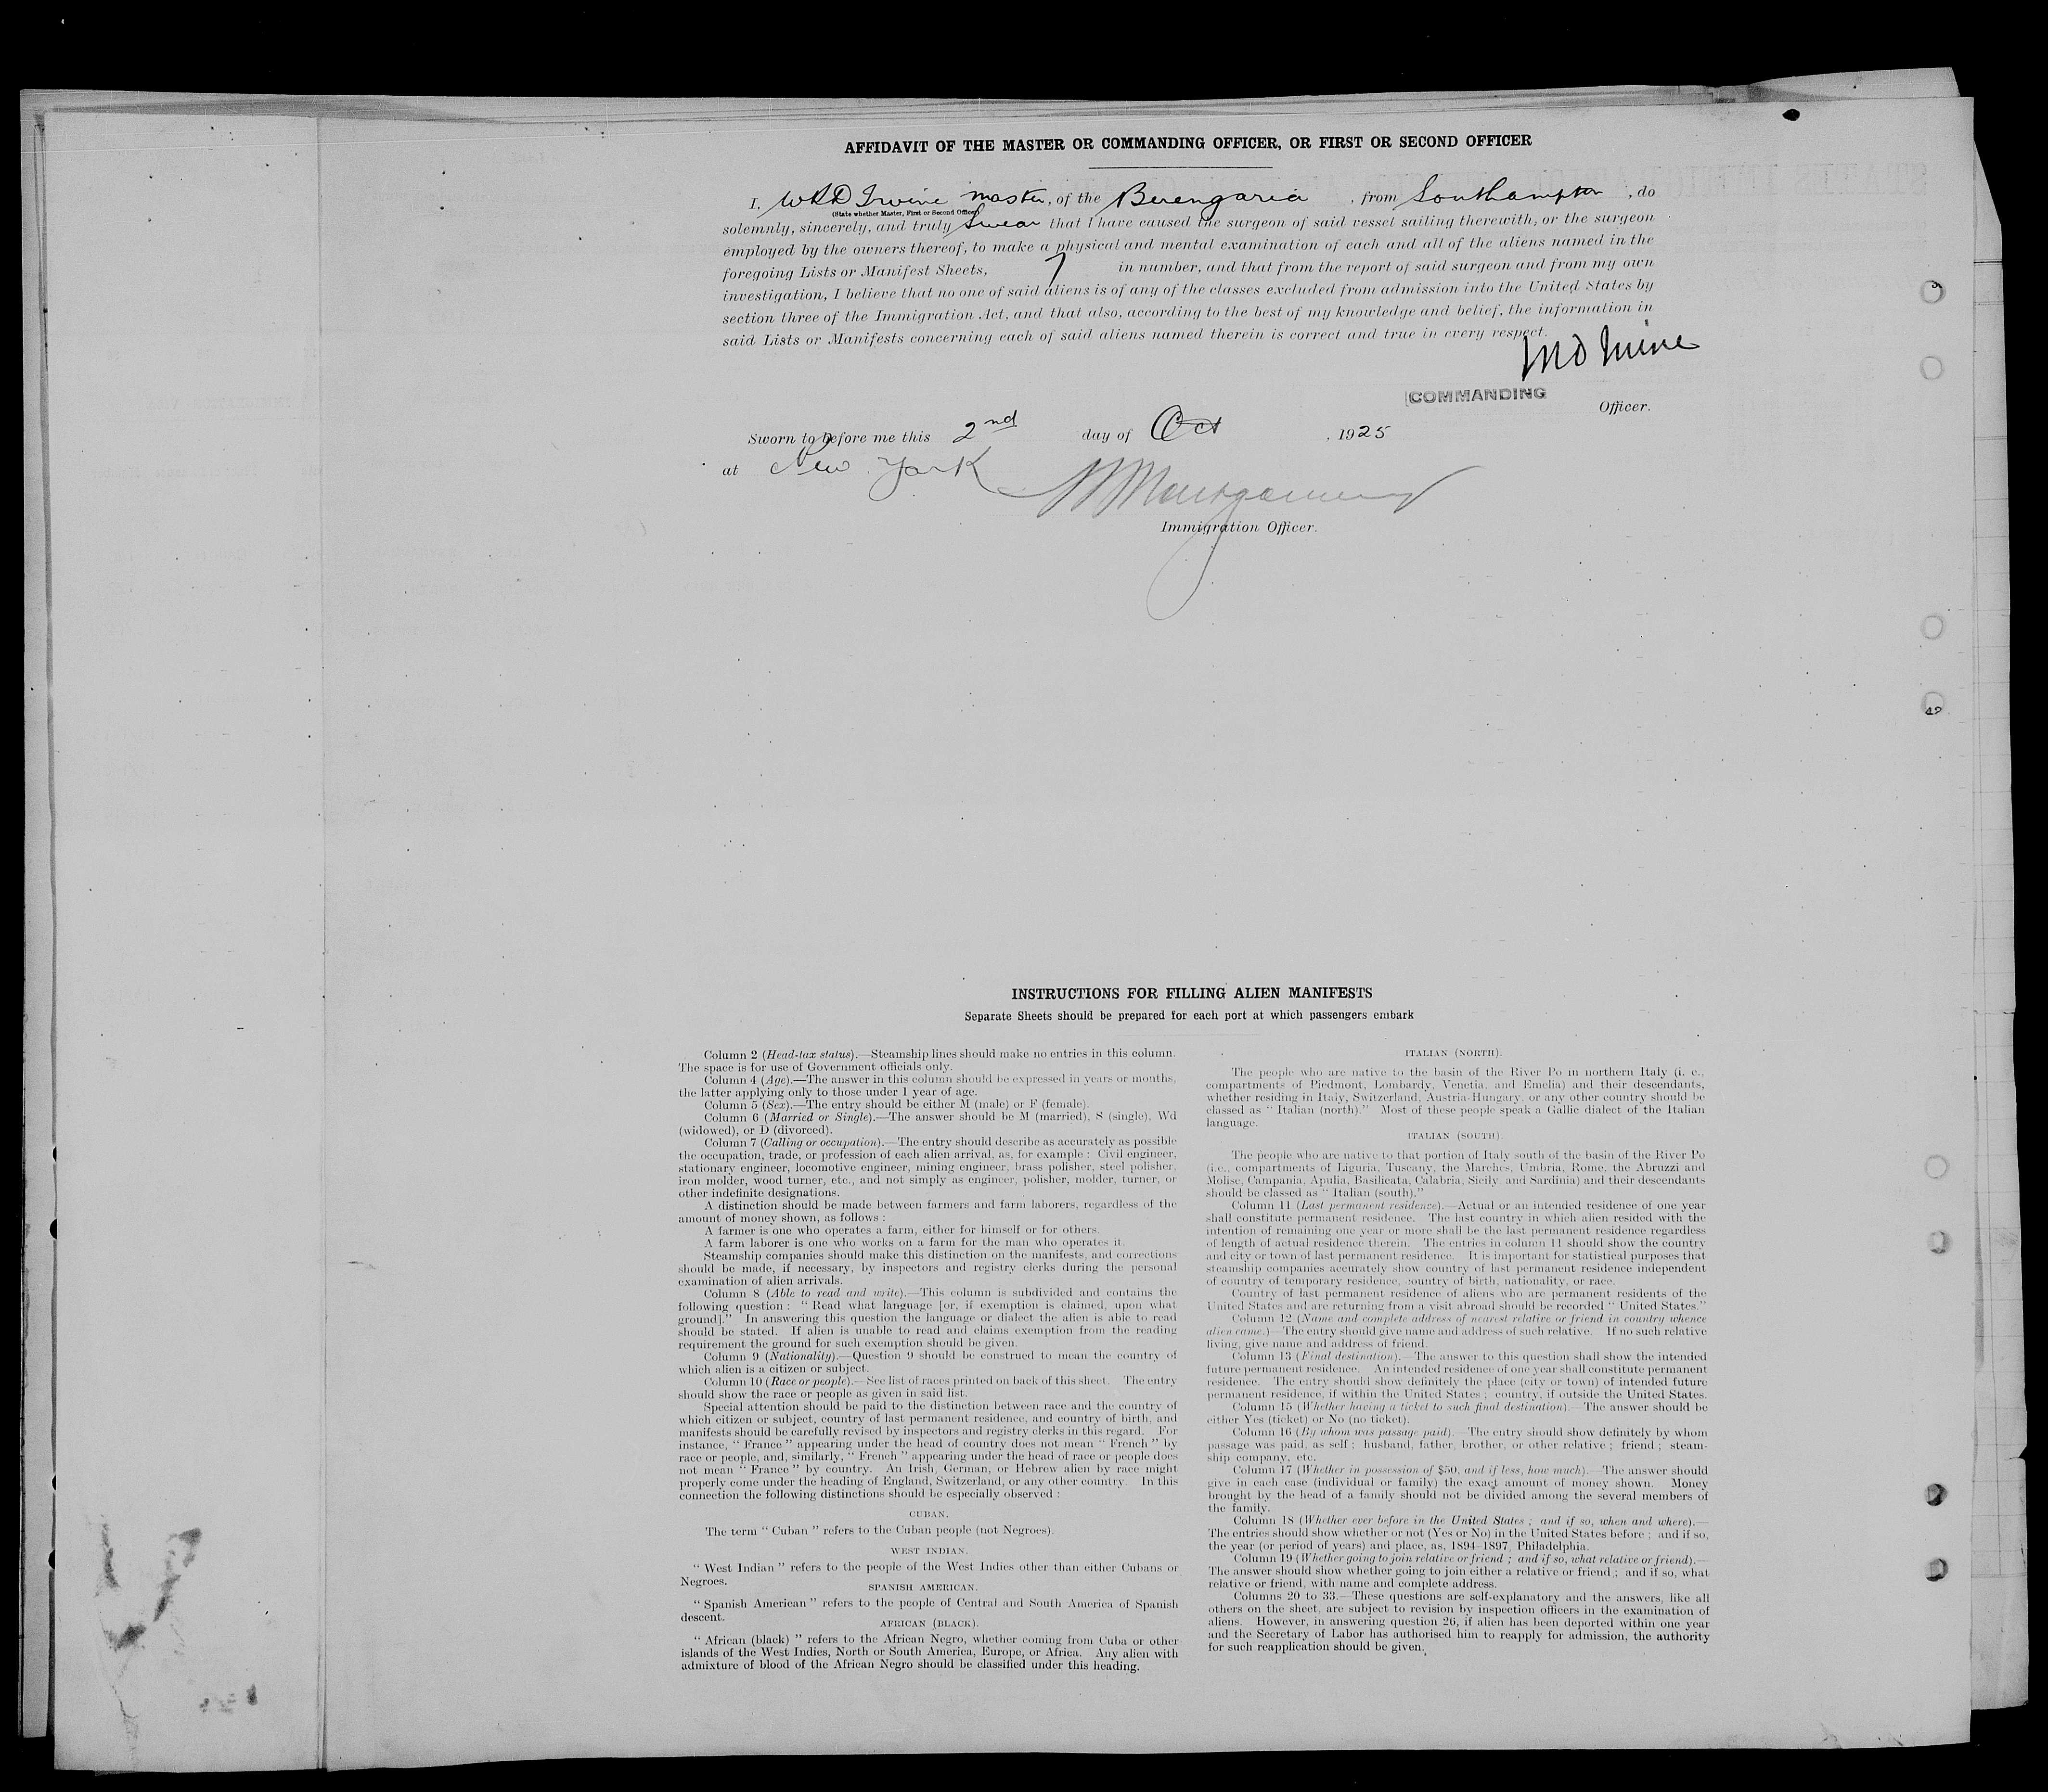 AFFIDAVIT OF THE MASTER OR COMMANDING OFFICER, OR FIRST OR SECOND OFFICER
I, W R D Irvine master, of the Berengaria, from Southampton, do
(State whether Master, First or Second Officer)
solemnly, sincerely, and truly Swear that I have caused the surgeon of said vessel sailing therewith, or the surgeon
employed by the owners thereof, to make a physical and mental examination of each and all of the aliens named in the
foregoing Lists or Manifest Sheets, 7 in number, and that from the report of said surgeon and from my own
investigation, I believe that no one of said aliens is of any of the classes excluded from admission into the United States by
section three of the Immigration Act, and that also, according to the best of my knowledge and belief, the information in
said Lists or Manifests concerning each of said aliens named therein is correct and true in every respect.
Irvine
COMMANDING
Officer.
Sworn to before me this 2nd day of Oct, 1925
at New York
Montgomery
Immigration Officer.
42
INSTRUCTIONS FOR FILLING ALIEN MANIFESTS
Separate Sheets should be prepared for each port at which passengers embark
Column 2 (Head-tax status).—Steamship lines should make no entries in this column.
The space is for use of Government officials only.
Column 4 (Age).—The answer in this column should be expressed in years or months,
the latter applying only to those under 1 year of age.
Column 5 (Sex).—The entry should be either M (male) or F (female).
Column 6 (Married or Single).—The answer should be M (married), S (single), Wd
(widowed), or D (divorced).
Column 7 (Calling or occupation).—The entry should describe as accurately as possible
the occupation, trade, or profession of each alien arrival, as, for example : Civil engineer,
stationary engineer, locomotive engineer, mining engineer, brass polisher, steel polisher,
iron molder, wood turner, etc., and not simply as engineer, polisher, molder, turner, or
other indefinite designations.
A distinction should be made between farmers and farm laborers, regardless of the
amount of money shown, as follows :
A farmer is one who operates a farm, either for himself or for others.
A farm laborer is one who works on a farm for the man who operates it.
Steamship companies should make this distinction on the manifests, and corrections
should be made, if necessary, by inspectors and registry clerks during the personal
examination of alien arrivals.
Column 8 (Able to read and write).—This column is subdivided and contains the
following question : " Read what language [or, if exemption is claimed, upon what
ground]." In answering this question the language or dialect the alien is able to read
should be stated. If alien is unable to read and claims exemption from the reading
requirement the ground for such exemption should be given.
Column 9 (Nationality).—Question 9 should be construed to mean the country of
which alien is a citizen or subject.
Column 10 (Race or people).—See list of races printed on back of this sheet. The entry
should show the race or people as given in said list.
Special attention should be paid to the distinction between race and the country of
which citizen or subject, country of last permanent residence, and country of birth, and
manifests should be carefully revised by inspectors and registry clerks in this regard. For
instance, " France " appearing under the head of country does not mean " French " by
race or people, and, similarly, " French " appearing under the head of race or people does
not mean " France " by country. An Irish, German, or Hebrew alien by race might
properly come under the heading of England, Switzerland, or any other country. In this
connection the following distinctions should be especially observed :
CUBAN.
The term " Cuban " refers to the Cuban people (not Negroes).
WEST INDIAN.
" West Indian " refers to the people of the West Indies other than either Cubans or
Negroes.
SPANISH AMERICAN.
" Spanish American " refers to the people of Central and South America of Spanish
descent.
AFRICAN (BLACK).
" African (black) " refers to the African Negro, whether coming from Cuba or other
islands of the West Indies, North or South America, Europe, or Africa. Any alien with
admixture of blood of the African Negro should be classified under this heading.
ITALIAN (NORTH).
The people who are native to the basin of the River Po in northern Italy (i. e.,
compartments of Piedmont, Lombardy, Venetia, and Emelia) and their descendants,
whether residing in Italy, Switzerland, Austria-Hungary, or any other country should be
classed as " Italian (north)." Most of these people speak a Gallic dialect of the Italian
language.
ITALIAN (SOUTH).
The people who are native to that portion of Italy south of the basin of the River Po
(i.e., compartments of Liguria, Tuscany, the Marches, Umbria, Rome, the Abruzzi and
Molise, Campania, Apulia, Basilicata, Calabria, Sicily, and Sardinia) and their descendants
should be classed as " Italian (south)."
Column 11 (Last permanent residence).—Actual or an intended residence of one year
shall constitute permanent residence. The last country in which alien resided with the
intention of remaining one year or more shall be the last permanent residence regardless
of length of actual residence therein. The entries in column 11 should show the country
and city or town of last permanent residence. It is important for statistical purposes that
steamship companies accurately show country of last permanent residence independent
of country of temporary residence, country of birth, nationality, or race.
Country of last permanent residence of aliens who are permanent residents of the
United States and are returning from a visit abroad should be recorded " United States."
Column 12 (Name and complete address of nearest relative or friend in country whence
alien came.)—The entry should give name and address of such relative. If no such relative
living, give name and address of friend.
Column 13 (Final destination).—The answer to this question shall show the intended
future permanent residence. An intended residence of one year shall constitute permanent
residence. The entry should show definitely the place (city or town) of intended future
permanent residence, if within the United States ; country, if outside the United States.
Column 15 (Whether having a ticket to such final destination).—The answer should be
either Yes (ticket) or No (no ticket).
Column 16 (By whom was passage paid).—The entry should show definitely by whom
passage was paid, as self ; husband, father, brother, or other relative ; friend ; steam-
ship company, etc.
Column 17 (Whether in possession of $50, and if less, how much).—The answer should
give in each case (individual or family) the exact amount of money shown. Money
brought by the head of a family should not be divided among the several members of
the family.
Column 18 (Whether ever before in the United States ; and if so, when and where).—
The entries should show whether or not (Yes or No) in the United States before ; and if so,
the year (or period of years) and place, as, 1894-1897, Philadelphia.
Column 19 (Whether going to join relative or friend ; and if so, what relative or friend).—
The answer should show whether going to join either a relative or friend ; and if so, what
relative or friend, with name and complete address.
Columns 20 to 33.—These questions are self-explanatory and the answers, like all
others on the sheet, are subject to revision by inspection officers in the examination of
aliens. However, in answering question 26, if alien has been deported within one year
and the Secretary of Labor has authorised him to reapply for admission, the authority
for such reapplication should be given.